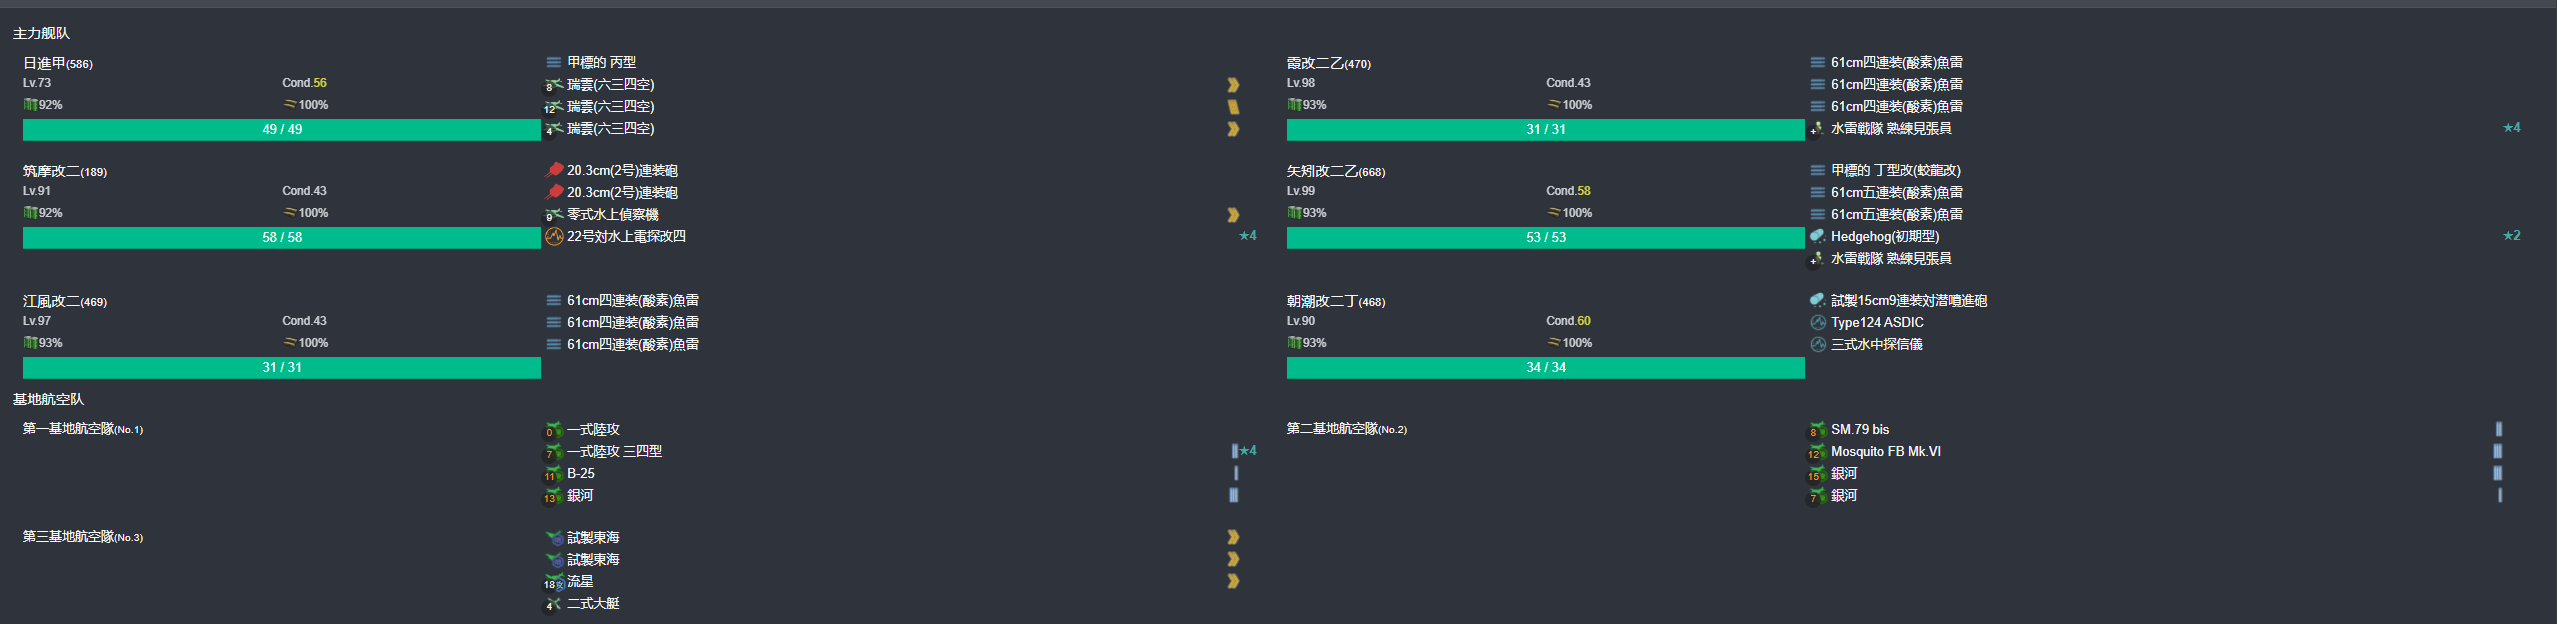 主力舰队
日進甲(586)
Lv.73 Cond.56
92% 100%
49 / 49
甲標的 丙型
8 瑞雲(六三四空)
12 瑞雲(六三四空)
4 瑞雲(六三四空)
霞改二乙(470)
Lv.98 Cond.43
93% 100%
31 / 31
61cm四連装(酸素)魚雷
61cm四連装(酸素)魚雷
61cm四連装(酸素)魚雷
+ 水雷戦隊 熟練見張員 ★4
筑摩改二(189)
Lv.91 Cond.43
92% 100%
58 / 58
20.3cm(2号)連装砲
20.3cm(2号)連装砲
9 零式水上偵察機
22号対水上電探改四 ★4
矢矧改二乙(668)
Lv.99 Cond.58
93% 100%
53 / 53
甲標的 丁型改(蛟龍改)
61cm五連装(酸素)魚雷
61cm五連装(酸素)魚雷
Hedgehog(初期型) ★2
+ 水雷戦隊 熟練見張員
江風改二(469)
Lv.97 Cond.43
93% 100%
31 / 31
61cm四連装(酸素)魚雷
61cm四連装(酸素)魚雷
61cm四連装(酸素)魚雷
朝潮改二丁(468)
Lv.90 Cond.60
93% 100%
34 / 34
試製15cm9連装対潜噴進砲
Type124 ASDIC
三式水中探信儀
基地航空队
第一基地航空隊(No.1)
0 一式陸攻
7 一式陸攻 三四型 ★4
11 B-25
13 銀河
第二基地航空隊(No.2)
8 SM.79 bis
12 Mosquito FB Mk.VI
15 銀河
7 銀河
第三基地航空隊(No.3)
試製東海
試製東海
18 流星
4 二式大艇